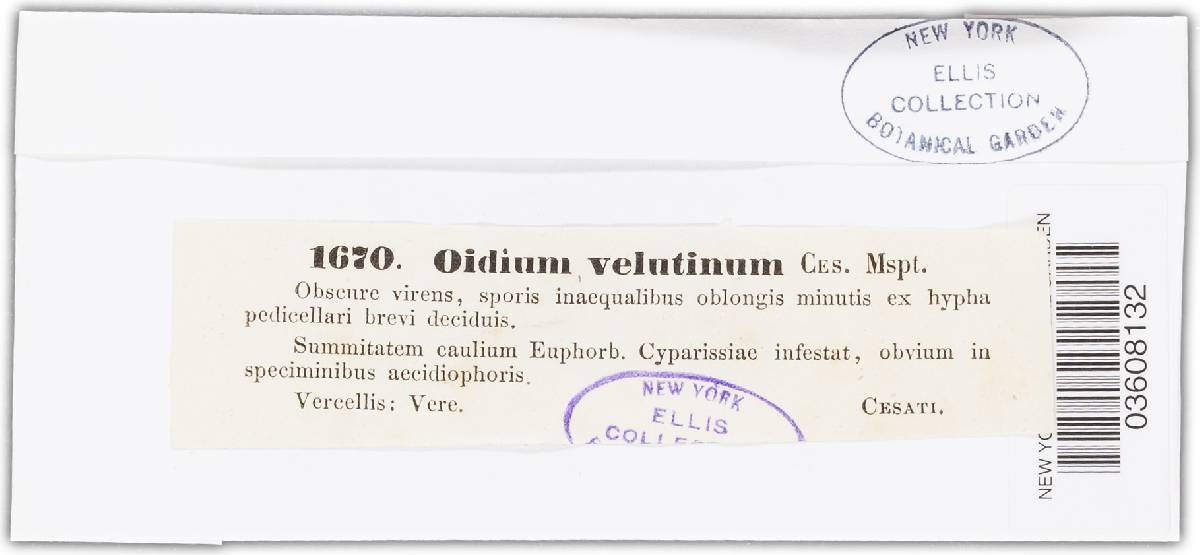 NEW YORK
ELLIS
COLLECTION
BOTANICAL GARDEN
1670. Oidium velutinum Ces. Mspt.
Obscure virens, sporis inaequalibus oblongis minutis ex hypha
pedicellari brevi deciduis.
Summitatem caulium Euphorb. Cyparissiae infestat, obvium in
speciminibus aecidiophoris.
Vercellis: Vere. Cesati.
NEW YORK
ELLIS
03608132